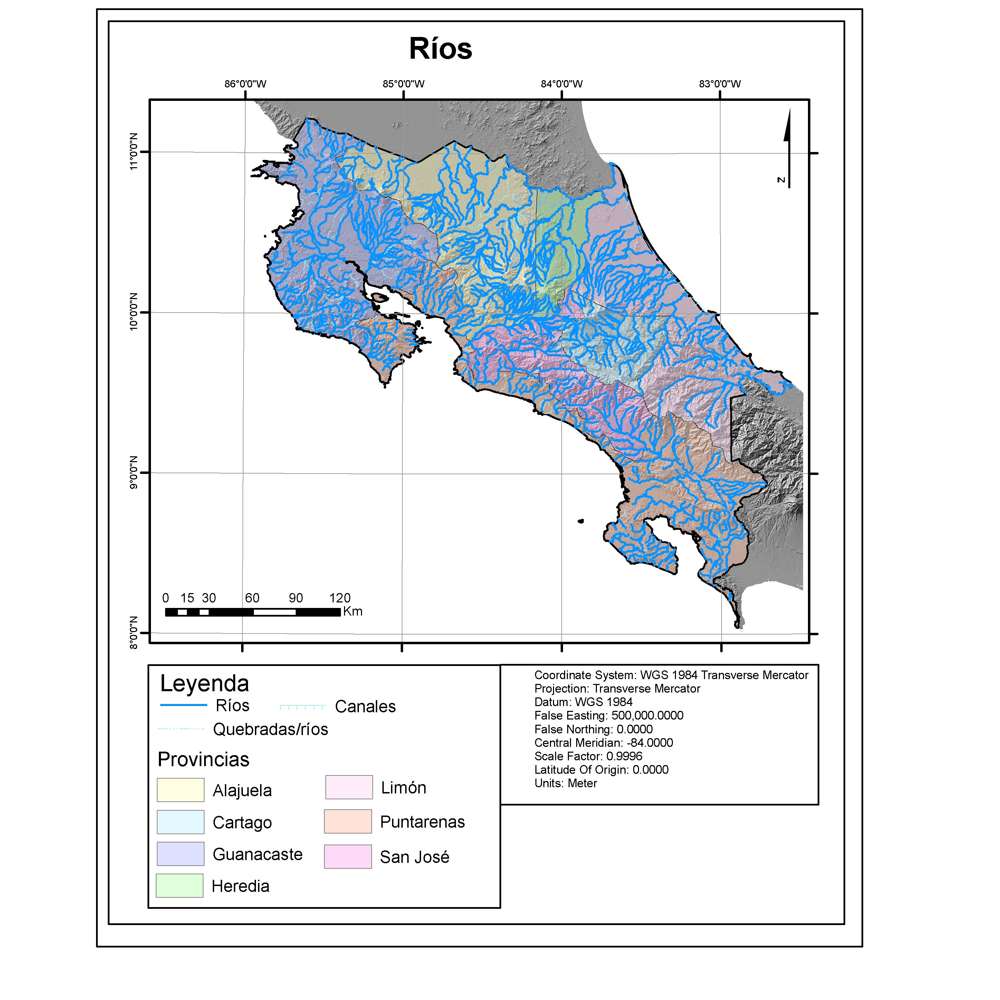 Ríos
86°0'0"W 85°0'0"W 84°0'0"W 83°0'0"W
11°0'0"N
10°0'0"N
9°0'0"N
8°0'0"N
N
0 15 30 60 90 120
Km
Leyenda
Ríos
Canales
Quebradas/ríos
Provincias
Alajuela
Cartago
Guanacaste
Heredia
Limón
Puntarenas
San José
Coordinate System: WGS 1984 Transverse Mercator
Projection: Transverse Mercator
Datum: WGS 1984
False Easting: 500,000.0000
False Northing: 0.0000
Central Meridian: -84.0000
Scale Factor: 0.9996
Latitude Of Origin: 0.0000
Units: Meter